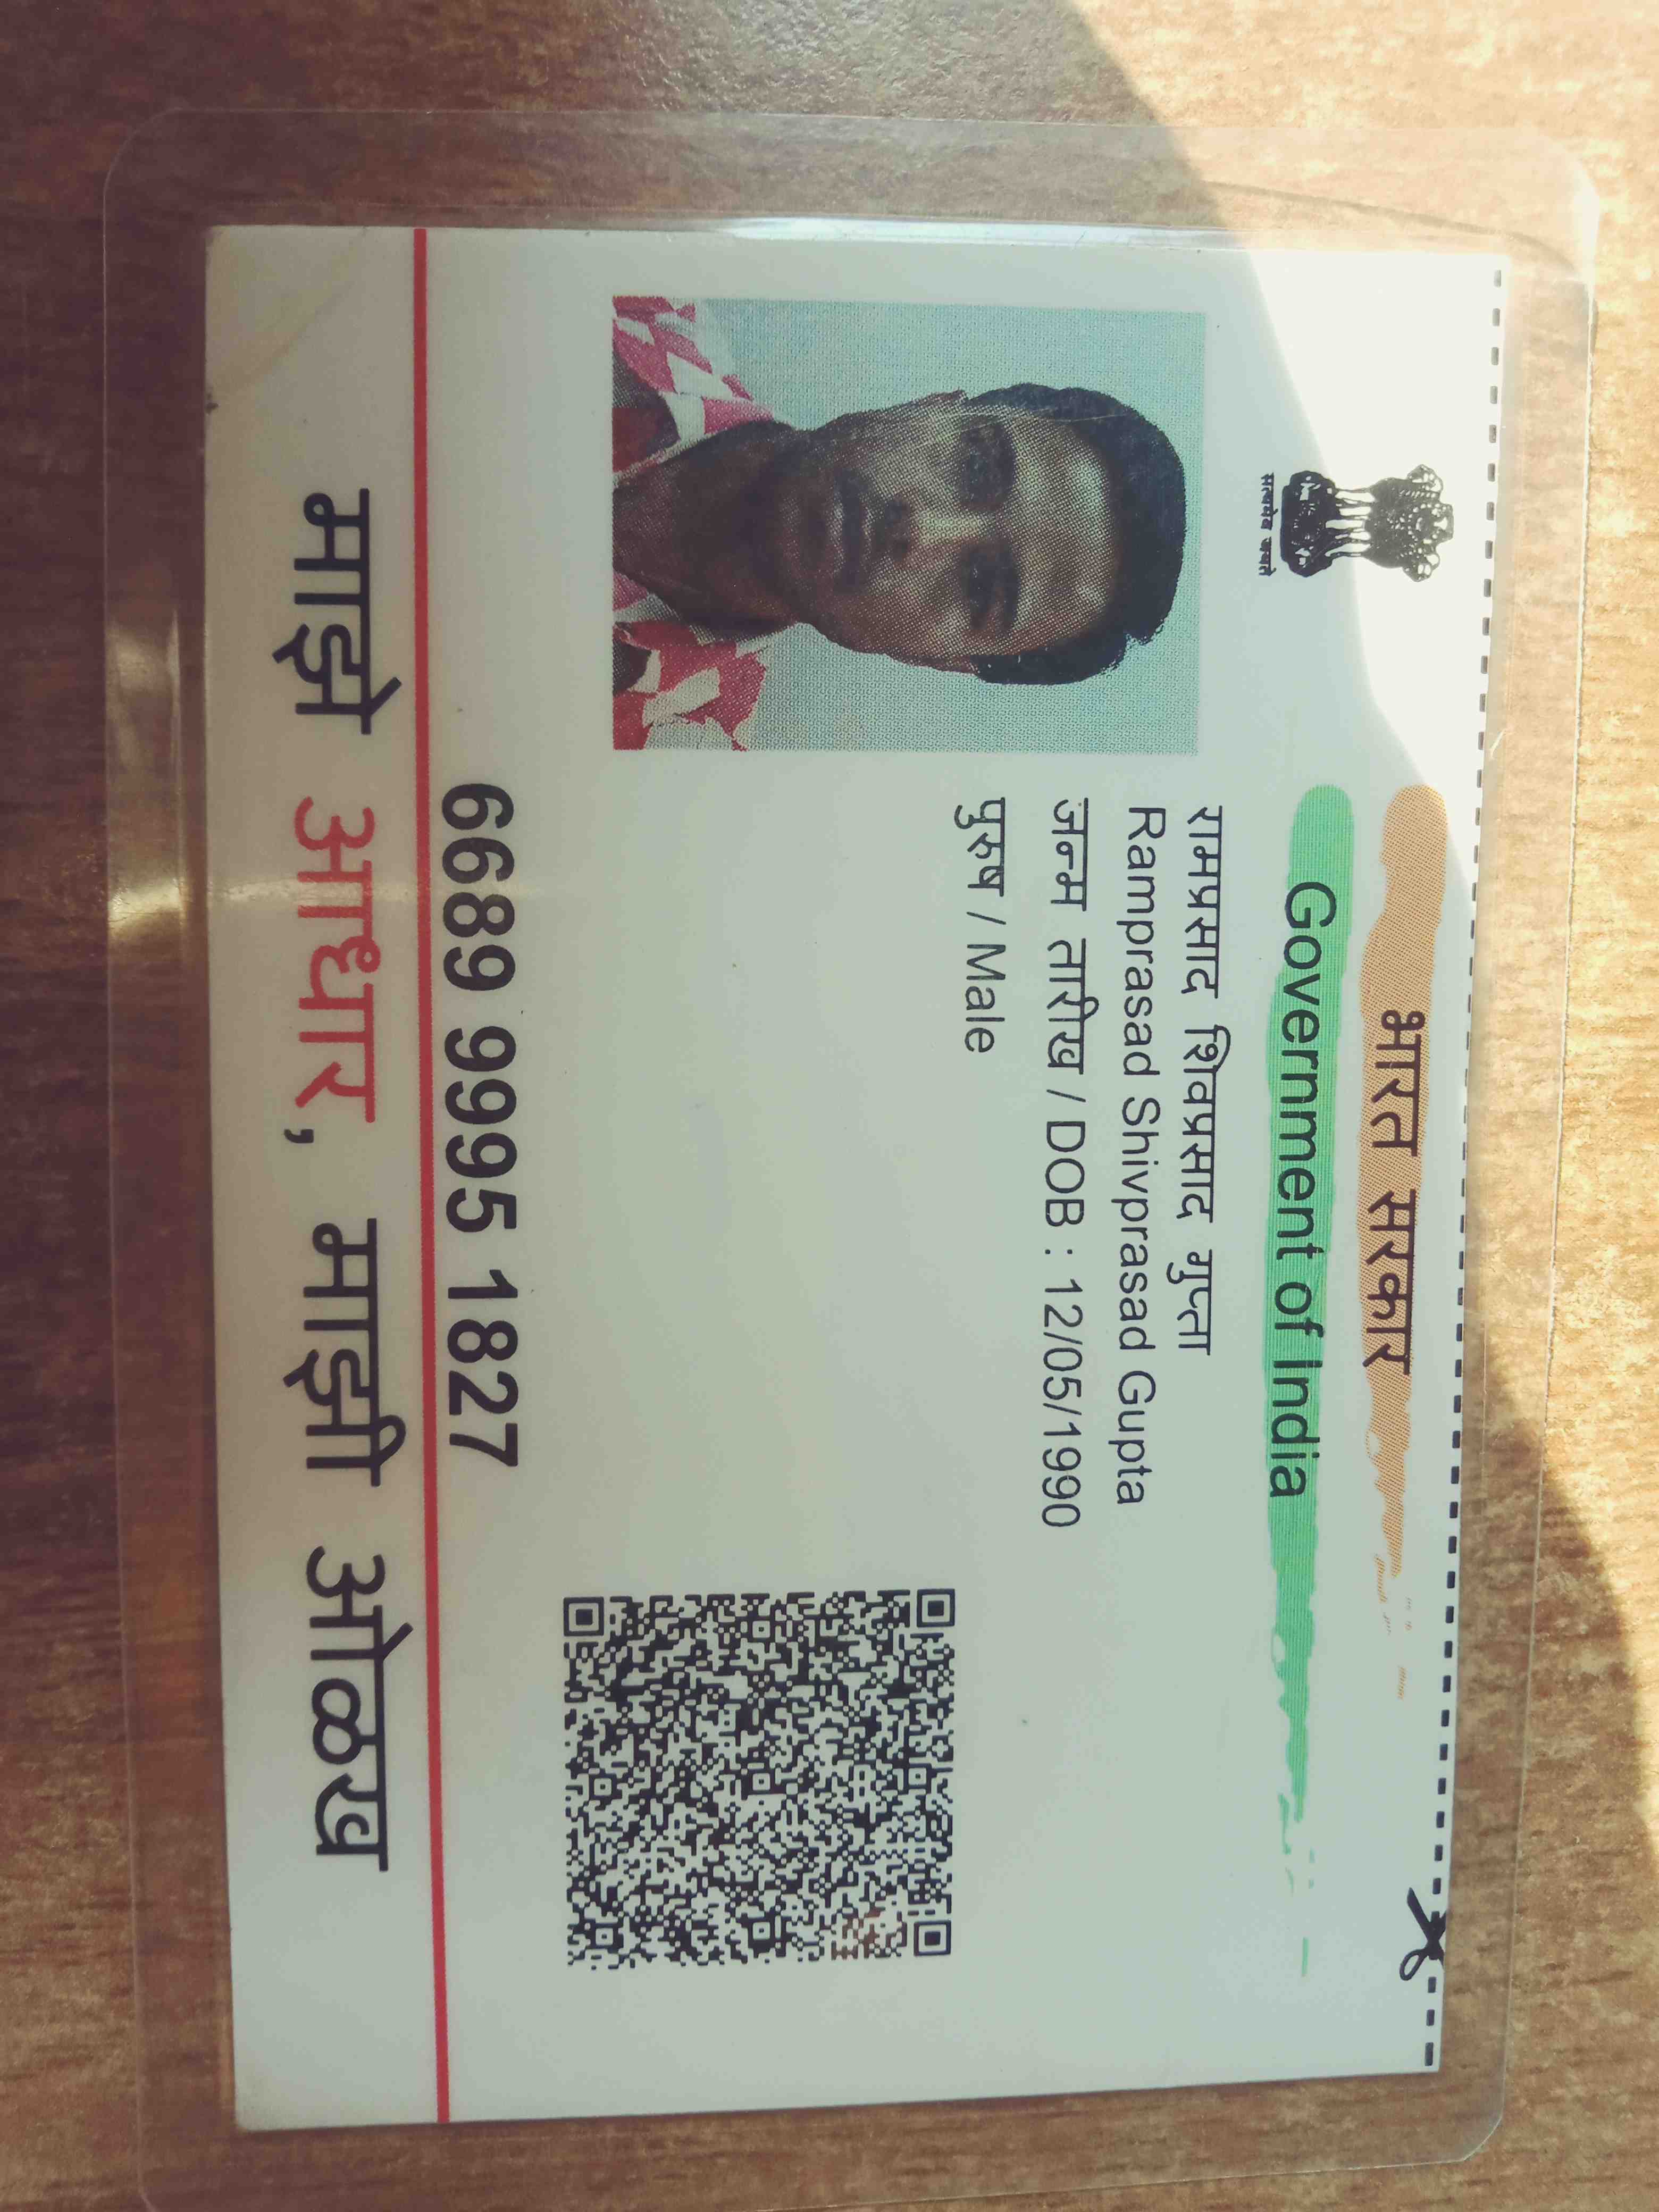 भारत सरकार
Government of India
सत्यमेव जयते
रामप्रसाद शिवप्रसाद गुप्ता
Ramprasad Shivprasad Gupta
जन्म तारीख / DOB : 12/05/1990
पुरुष / Male
6689 9995 1827
माझे आधार, माझी ओळख